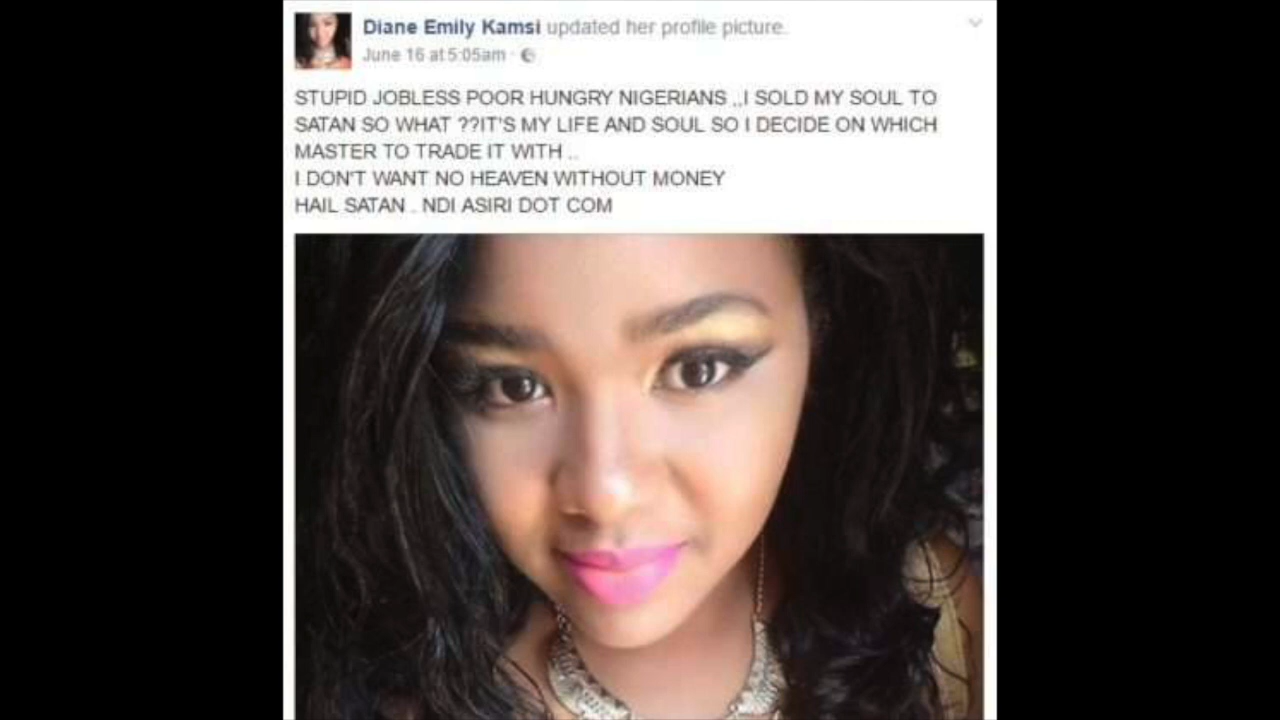 Diane Emily Kamsi updated her profile picture.
June 16 at 5:05am ·
STUPID JOBLESS POOR HUNGRY NIGERIANS ,,I SOLD MY SOUL TO
SATAN SO WHAT ??IT'S MY LIFE AND SOUL SO I DECIDE ON WHICH
MASTER TO TRADE IT WITH ..
I DON'T WANT NO HEAVEN WITHOUT MONEY
HAIL SATAN . NDI ASIRI DOT COM